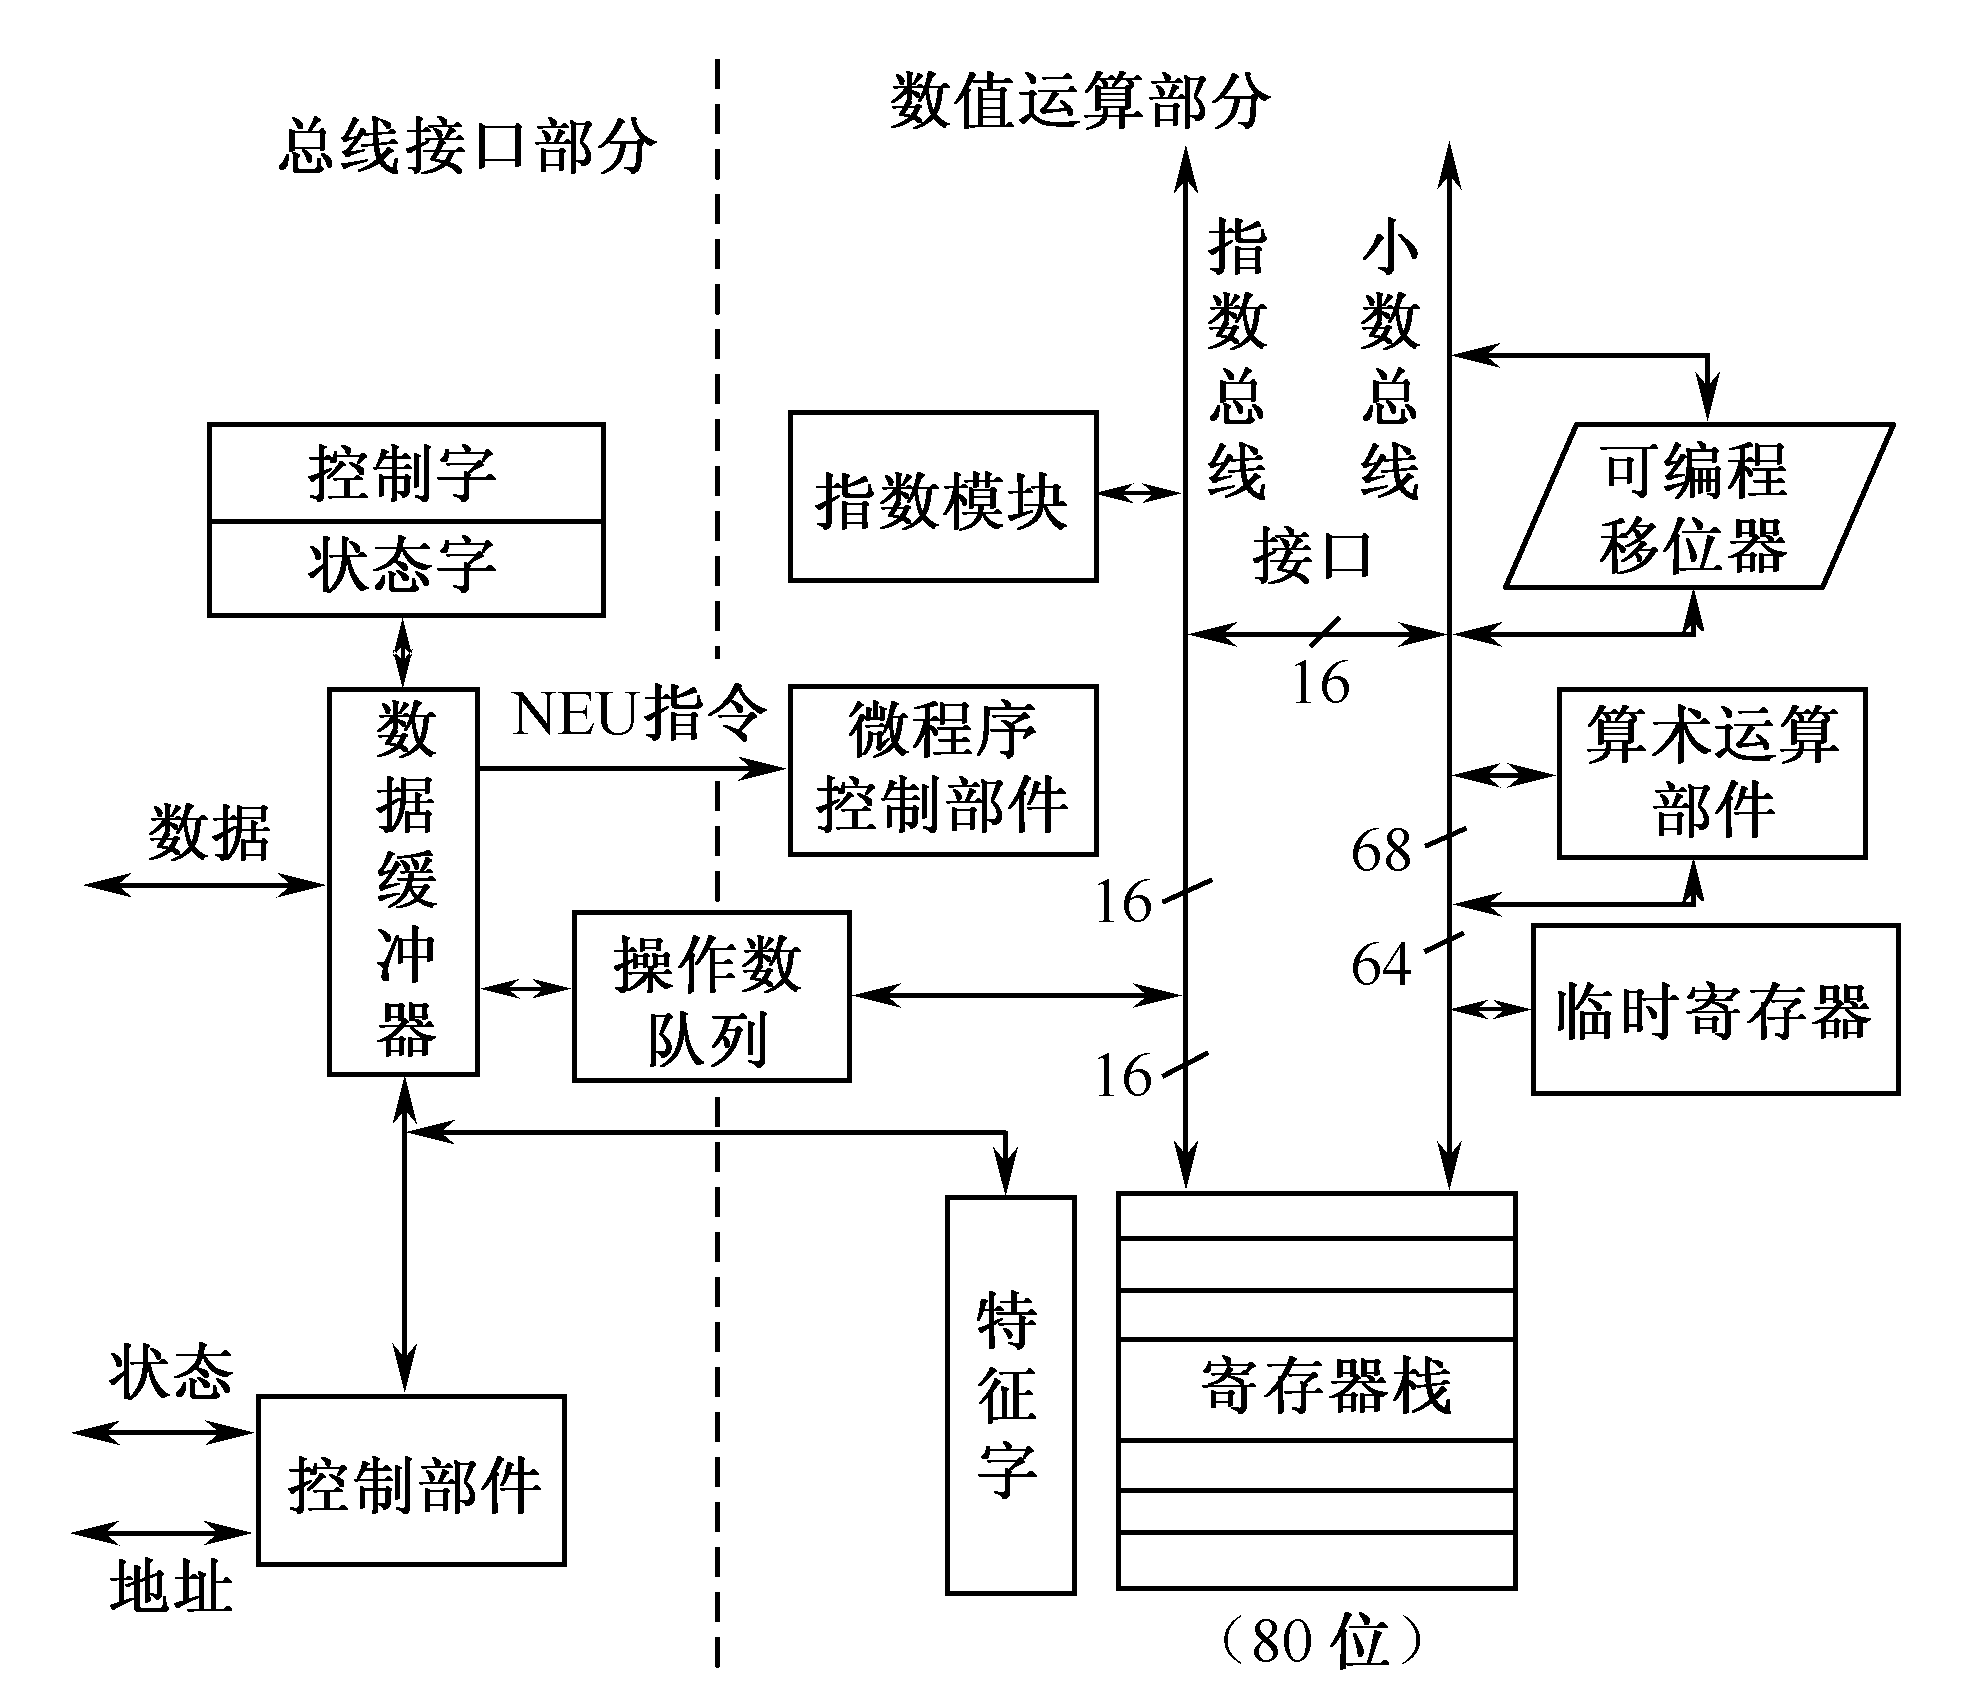 总线接口部分
数值运算部分
指数总线
小数总线
控制字
状态字
指数模块
可编程
移位器
接口
16
NEU指令
数据缓冲器
微程序
控制部件
算术运算
部件
数据
68
16
操作数
队列
64
临时寄存器
16
特征字
状态
控制部件
地址
寄存器栈
（80 位）